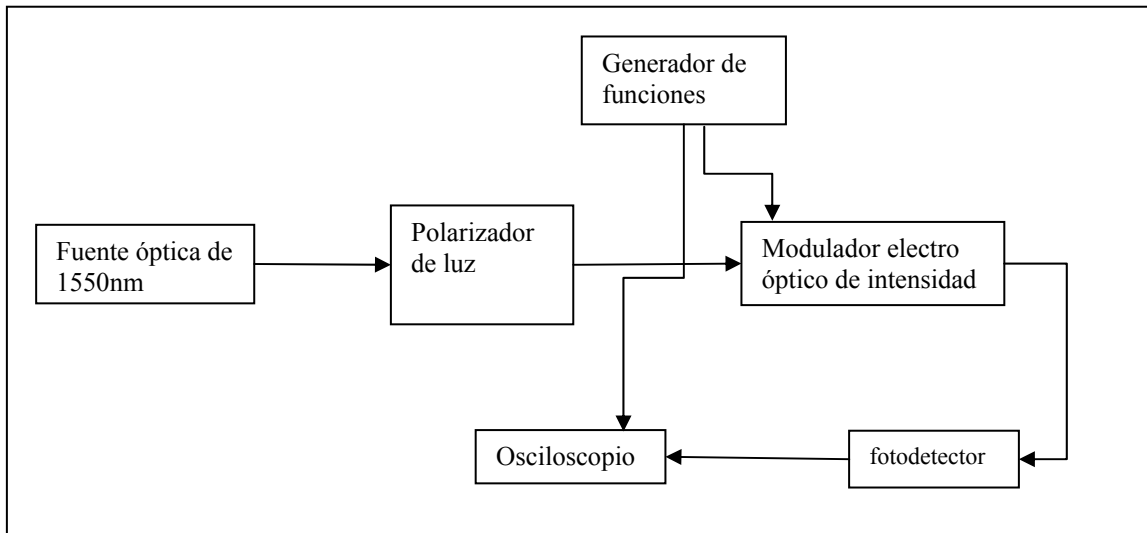 Generador de
funciones
Fuente óptica de
1550nm
Polarizador
de luz
Modulador electro
óptico de intensidad
Osciloscopio
fotodetector